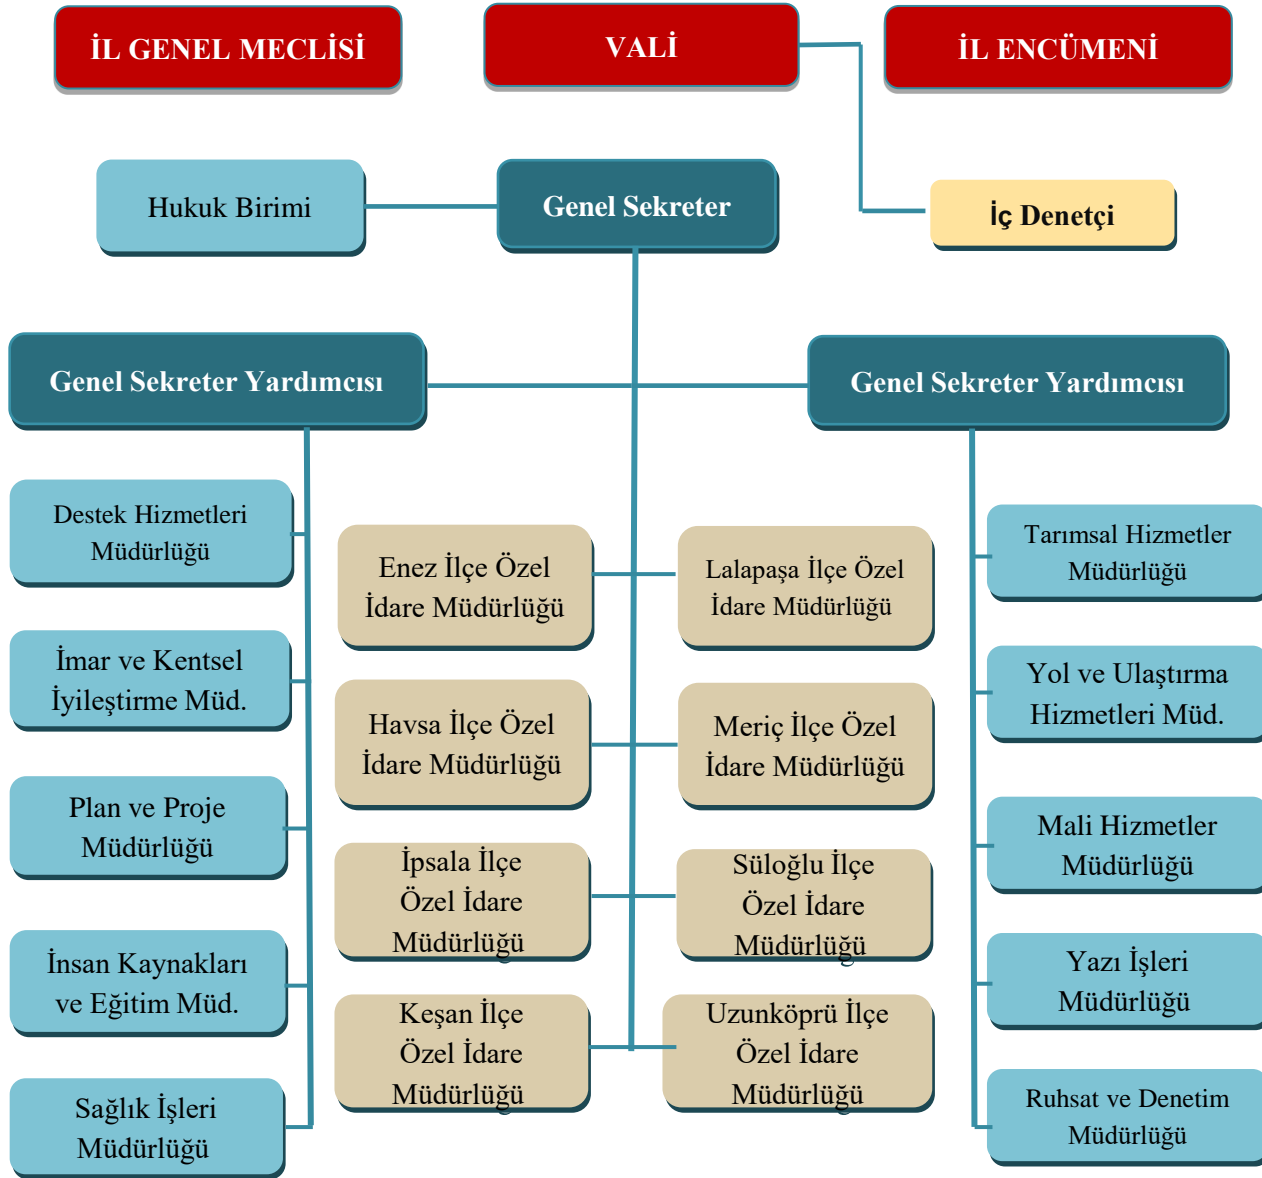 İL GENEL MECLİSİ
VALİ
İL ENCÜMENİ
Hukuk Birimi
Genel Sekreter
İç Denetçi
Genel Sekreter Yardımcısı
Genel Sekreter Yardımcısı
Destek Hizmetleri
Müdürlüğü
İmar ve Kentsel
İyileştirme Müd.
Plan ve Proje
Müdürlüğü
İnsan Kaynakları
ve Eğitim Müd.
Sağlık İşleri
Müdürlüğü
Enez İlçe Özel
İdare Müdürlüğü
Havsa İlçe Özel
İdare Müdürlüğü
İpsala İlçe
Özel İdare
Müdürlüğü
Keşan İlçe
Özel İdare
Müdürlüğü
Lalapaşa İlçe Özel
İdare Müdürlüğü
Meriç İlçe Özel
İdare Müdürlüğü
Süloğlu İlçe
Özel İdare
Müdürlüğü
Uzunköprü İlçe
Özel İdare
Müdürlüğü
Tarımsal Hizmetler
Müdürlüğü
Yol ve Ulaştırma
Hizmetleri Müd.
Mali Hizmetler
Müdürlüğü
Yazı İşleri
Müdürlüğü
Ruhsat ve Denetim
Müdürlüğü